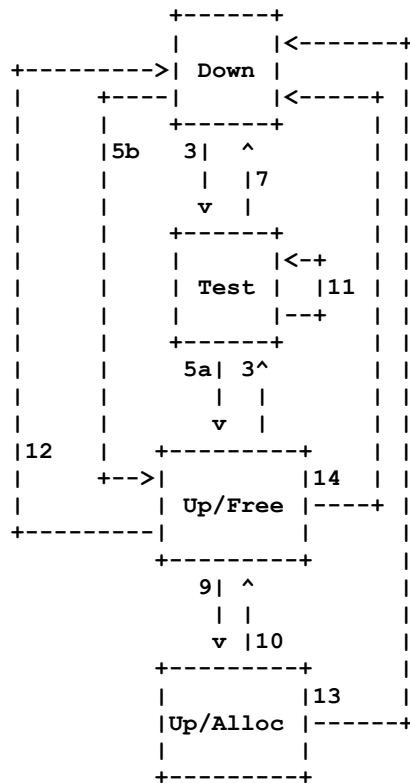 Down
5b 3 7
Test
11
5a 3
12
14
Up/Free
9
10
13
Up/Alloc